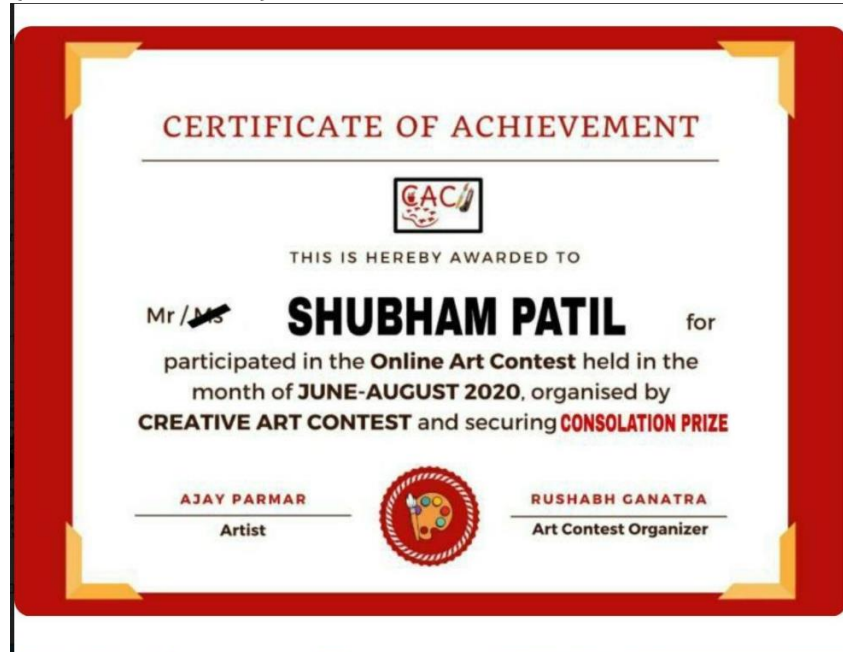 CERTIFICATE OF ACHIEVEMENT
CAC
THIS IS HEREBY AWARDED TO
Mr / Ms SHUBHAM PATIL for
participated in the Online Art Contest held in the
month of JUNE-AUGUST 2020, organised by
CREATIVE ART CONTEST and securing CONSOLATION PRIZE
AJAY PARMAR RUSHABH GANATRA
Artist Art Contest Organizer